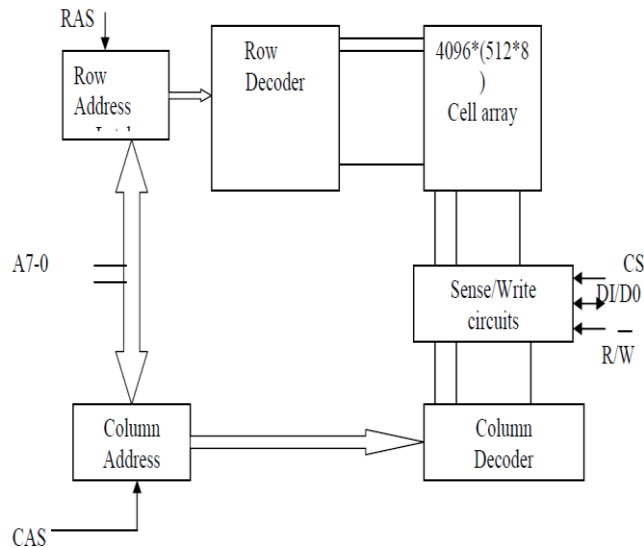 RAS
Row
Address
Row
Decoder
4096*(512*8
)
Cell array
A7-0
Sense/Write
circuits
CS
DI/D0
R/W
Column
Address
Column
Decoder
CAS